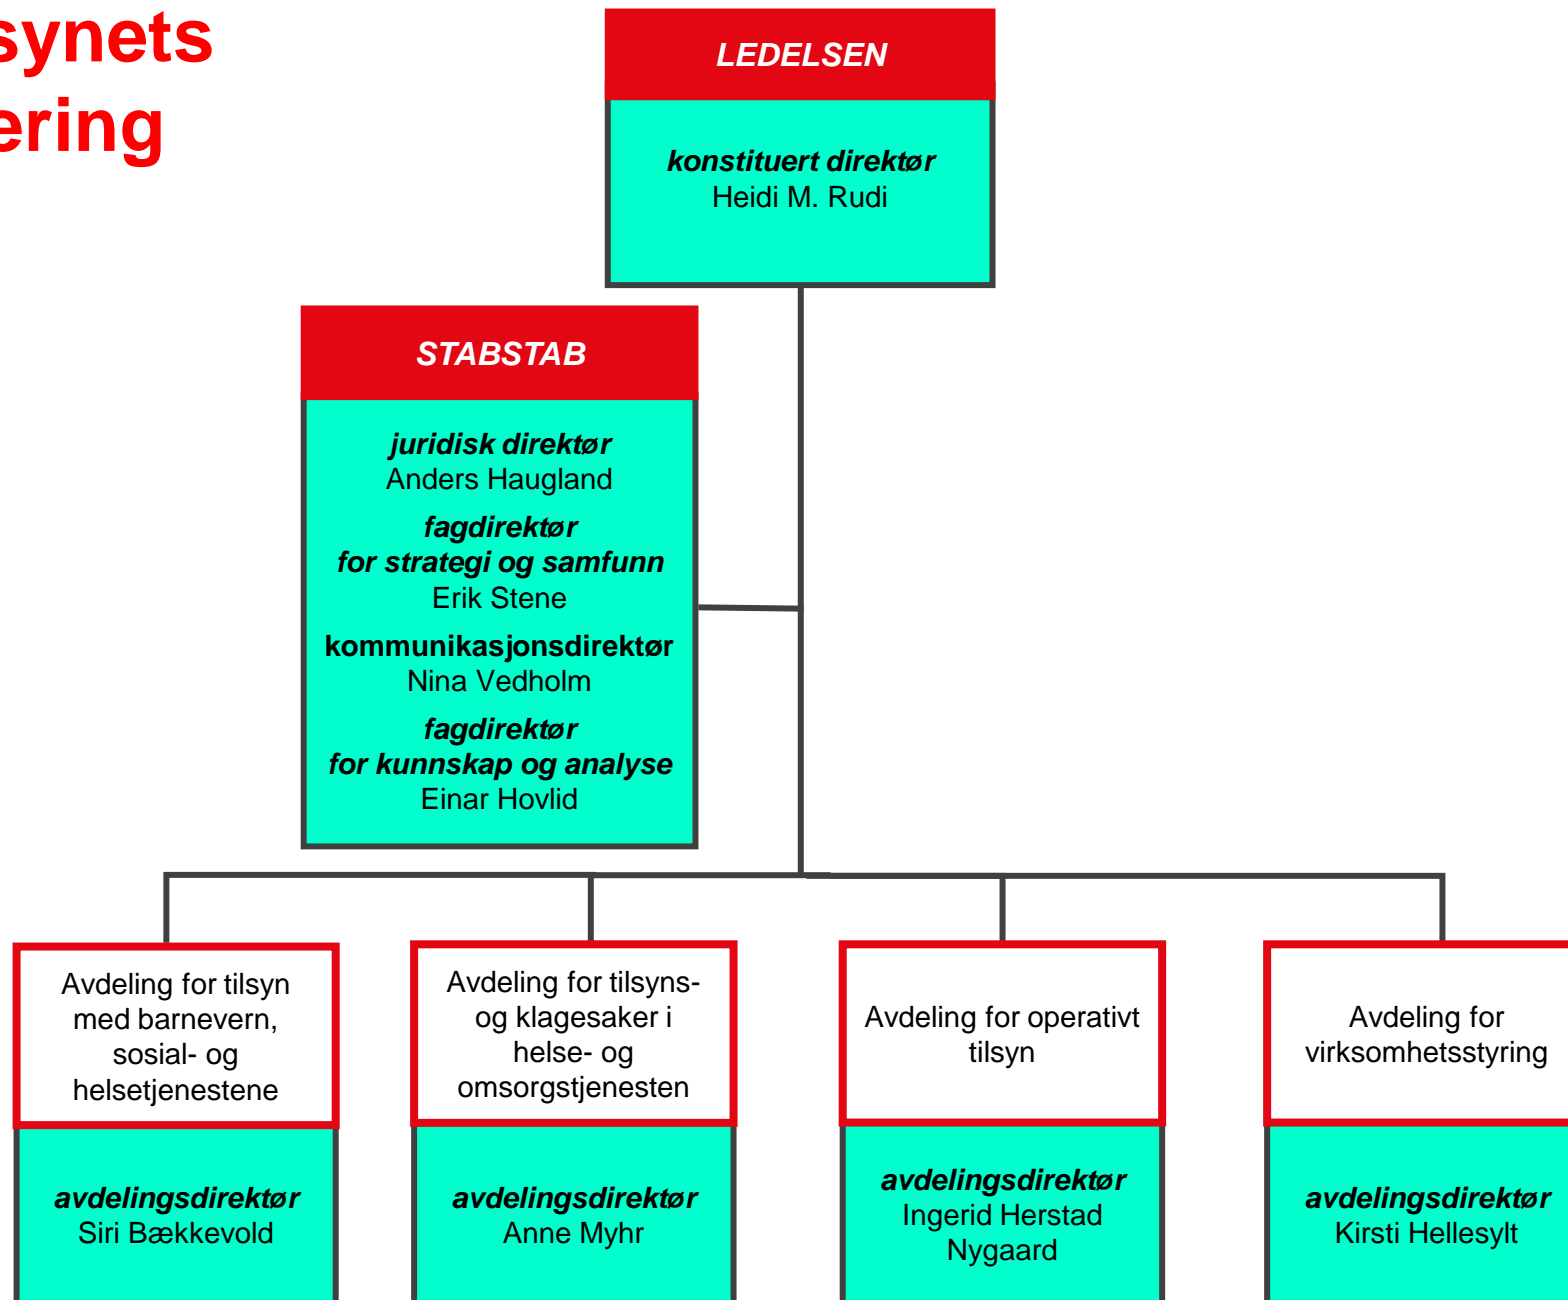 synets
ering
LEDELSEN
konstituert direktør
Heidi M. Rudi
STABSTAB
juridisk direktør
Anders Haugland
fagdirektør
for strategi og samfunn
Erik Stene
kommunikasjonsdirektør
Nina Vedholm
fagdirektør
for kunnskap og analyse
Einar Hovlid
Avdeling for tilsyn
med barnevern,
sosial- og
helsetjenestene
avdelingsdirektør
Siri Bækkevold
Avdeling for tilsyns-
og klagesaker i
helse- og
omsorgstjenesten
avdelingsdirektør
Anne Myhr
Avdeling for operativt
tilsyn
avdelingsdirektør
Ingerid Herstad
Nygaard
Avdeling for
virksomhetsstyring
avdelingsdirektør
Kirsti Hellesylt